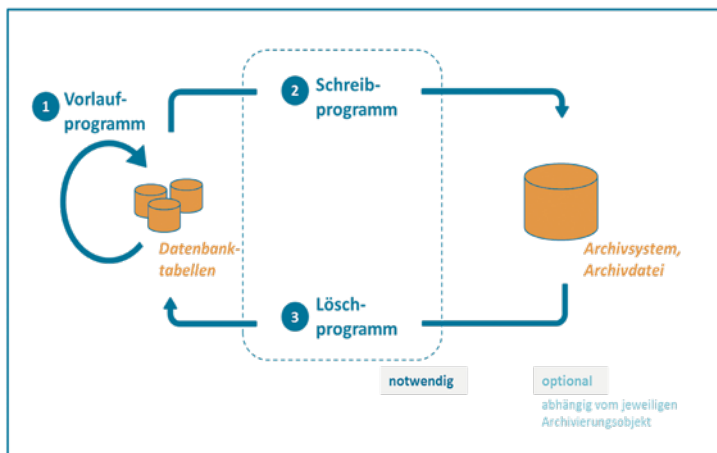 1 Vorlauf-
programm
2 Schreib-
programm
Datenbank-
tabellen
Archivsystem,
Archivdatei
3 Lösch-
programm
notwendig
optional
abhängig vom jeweiligen
Archivierungsobjekt